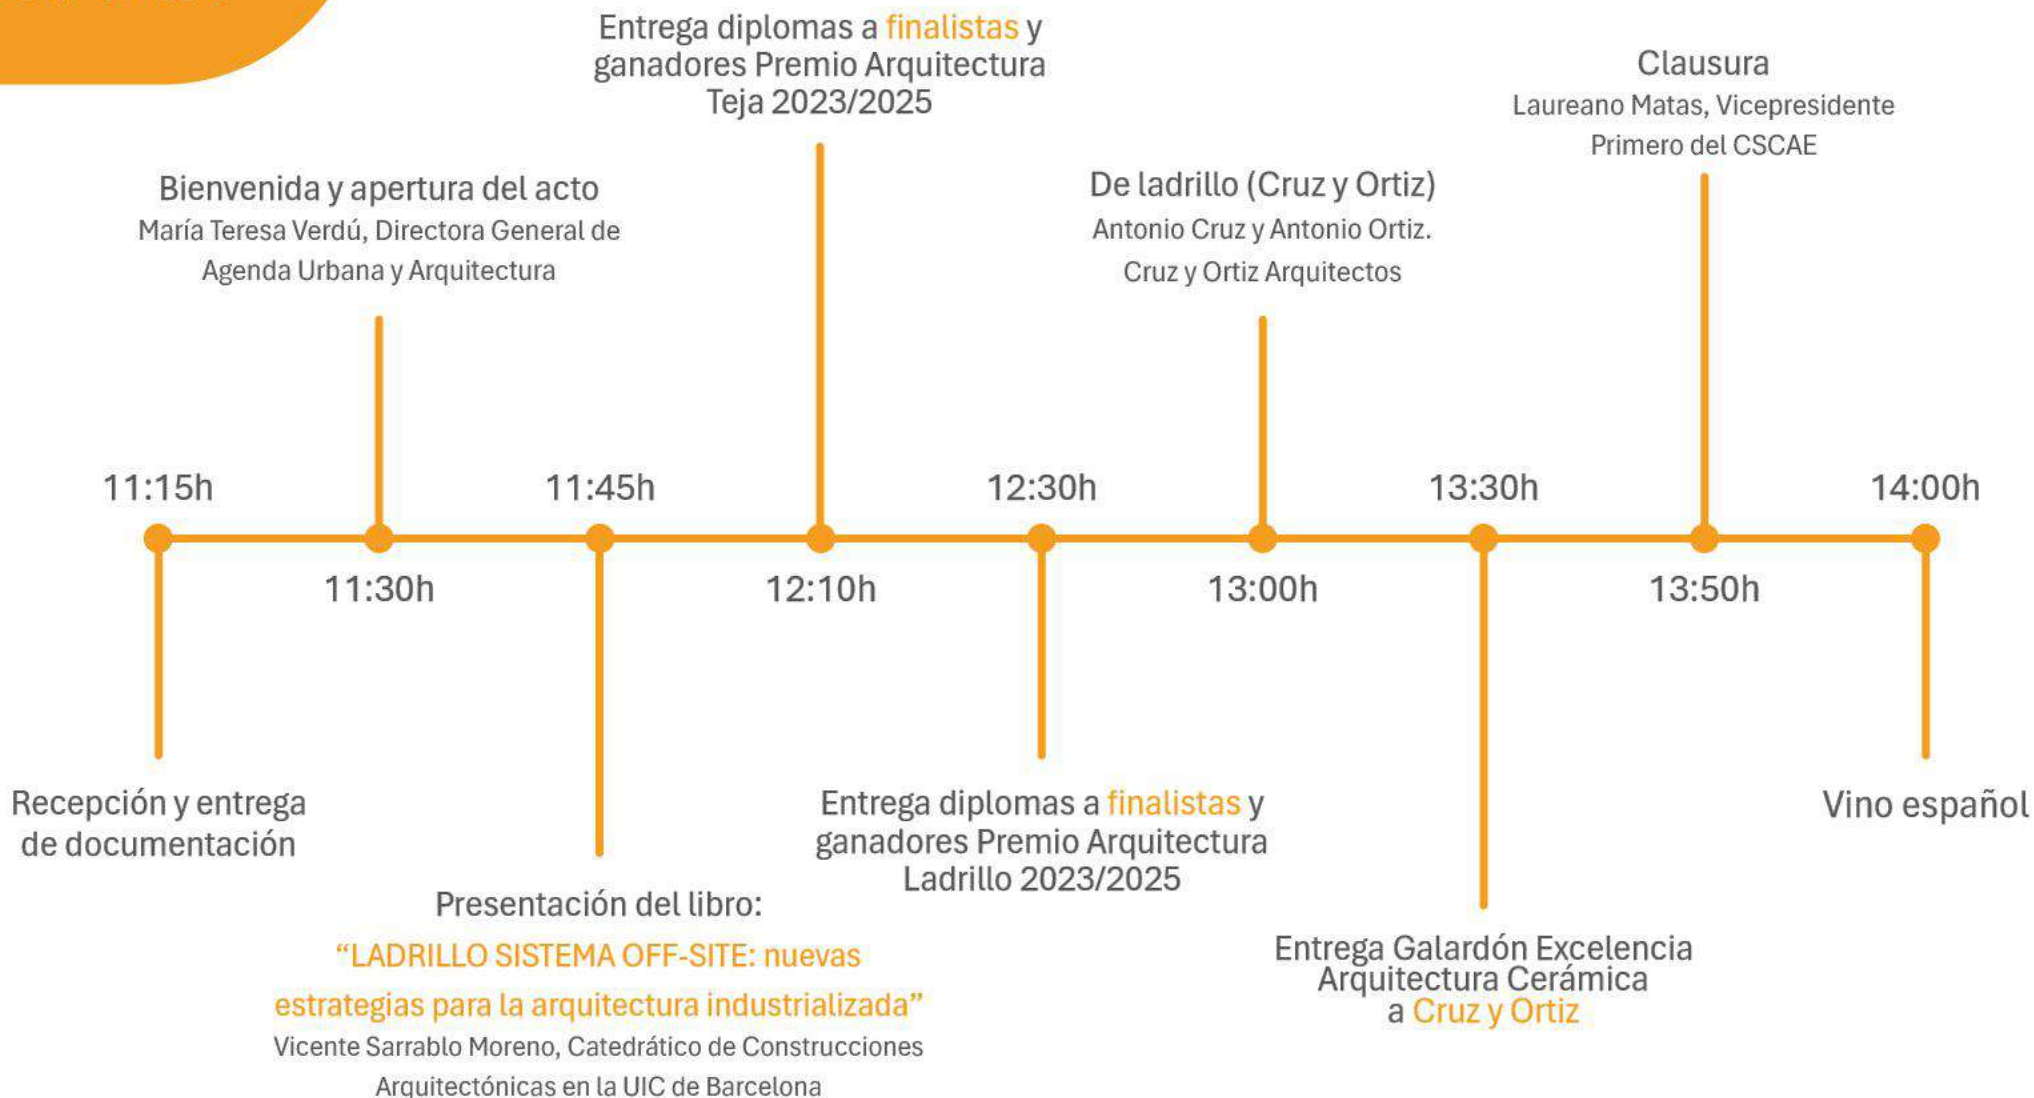 11:15h
Recepción y entrega
de documentación
Bienvenida y apertura del acto
María Teresa Verdú, Directora General de
Agenda Urbana y Arquitectura
11:30h
11:45h
Presentación del libro:
“LADRILLO SISTEMA OFF-SITE: nuevas
estrategias para la arquitectura industrializada”
Vicente Sarrablo Moreno, Catedrático de Construcciones
Arquitectónicas en la UIC de Barcelona
Entrega diplomas a finalistas y
ganadores Premio Arquitectura
Teja 2023/2025
12:10h
12:30h
Entrega diplomas a finalistas y
ganadores Premio Arquitectura
Ladrillo 2023/2025
De ladrillo (Cruz y Ortiz)
Antonio Cruz y Antonio Ortiz.
Cruz y Ortiz Arquitectos
13:00h
13:30h
Entrega Galardón Excelencia
Arquitectura Cerámica
a Cruz y Ortiz
Clausura
Laureano Matas, Vicepresidente
Primero del CSCAE
13:50h
14:00h
Vino español